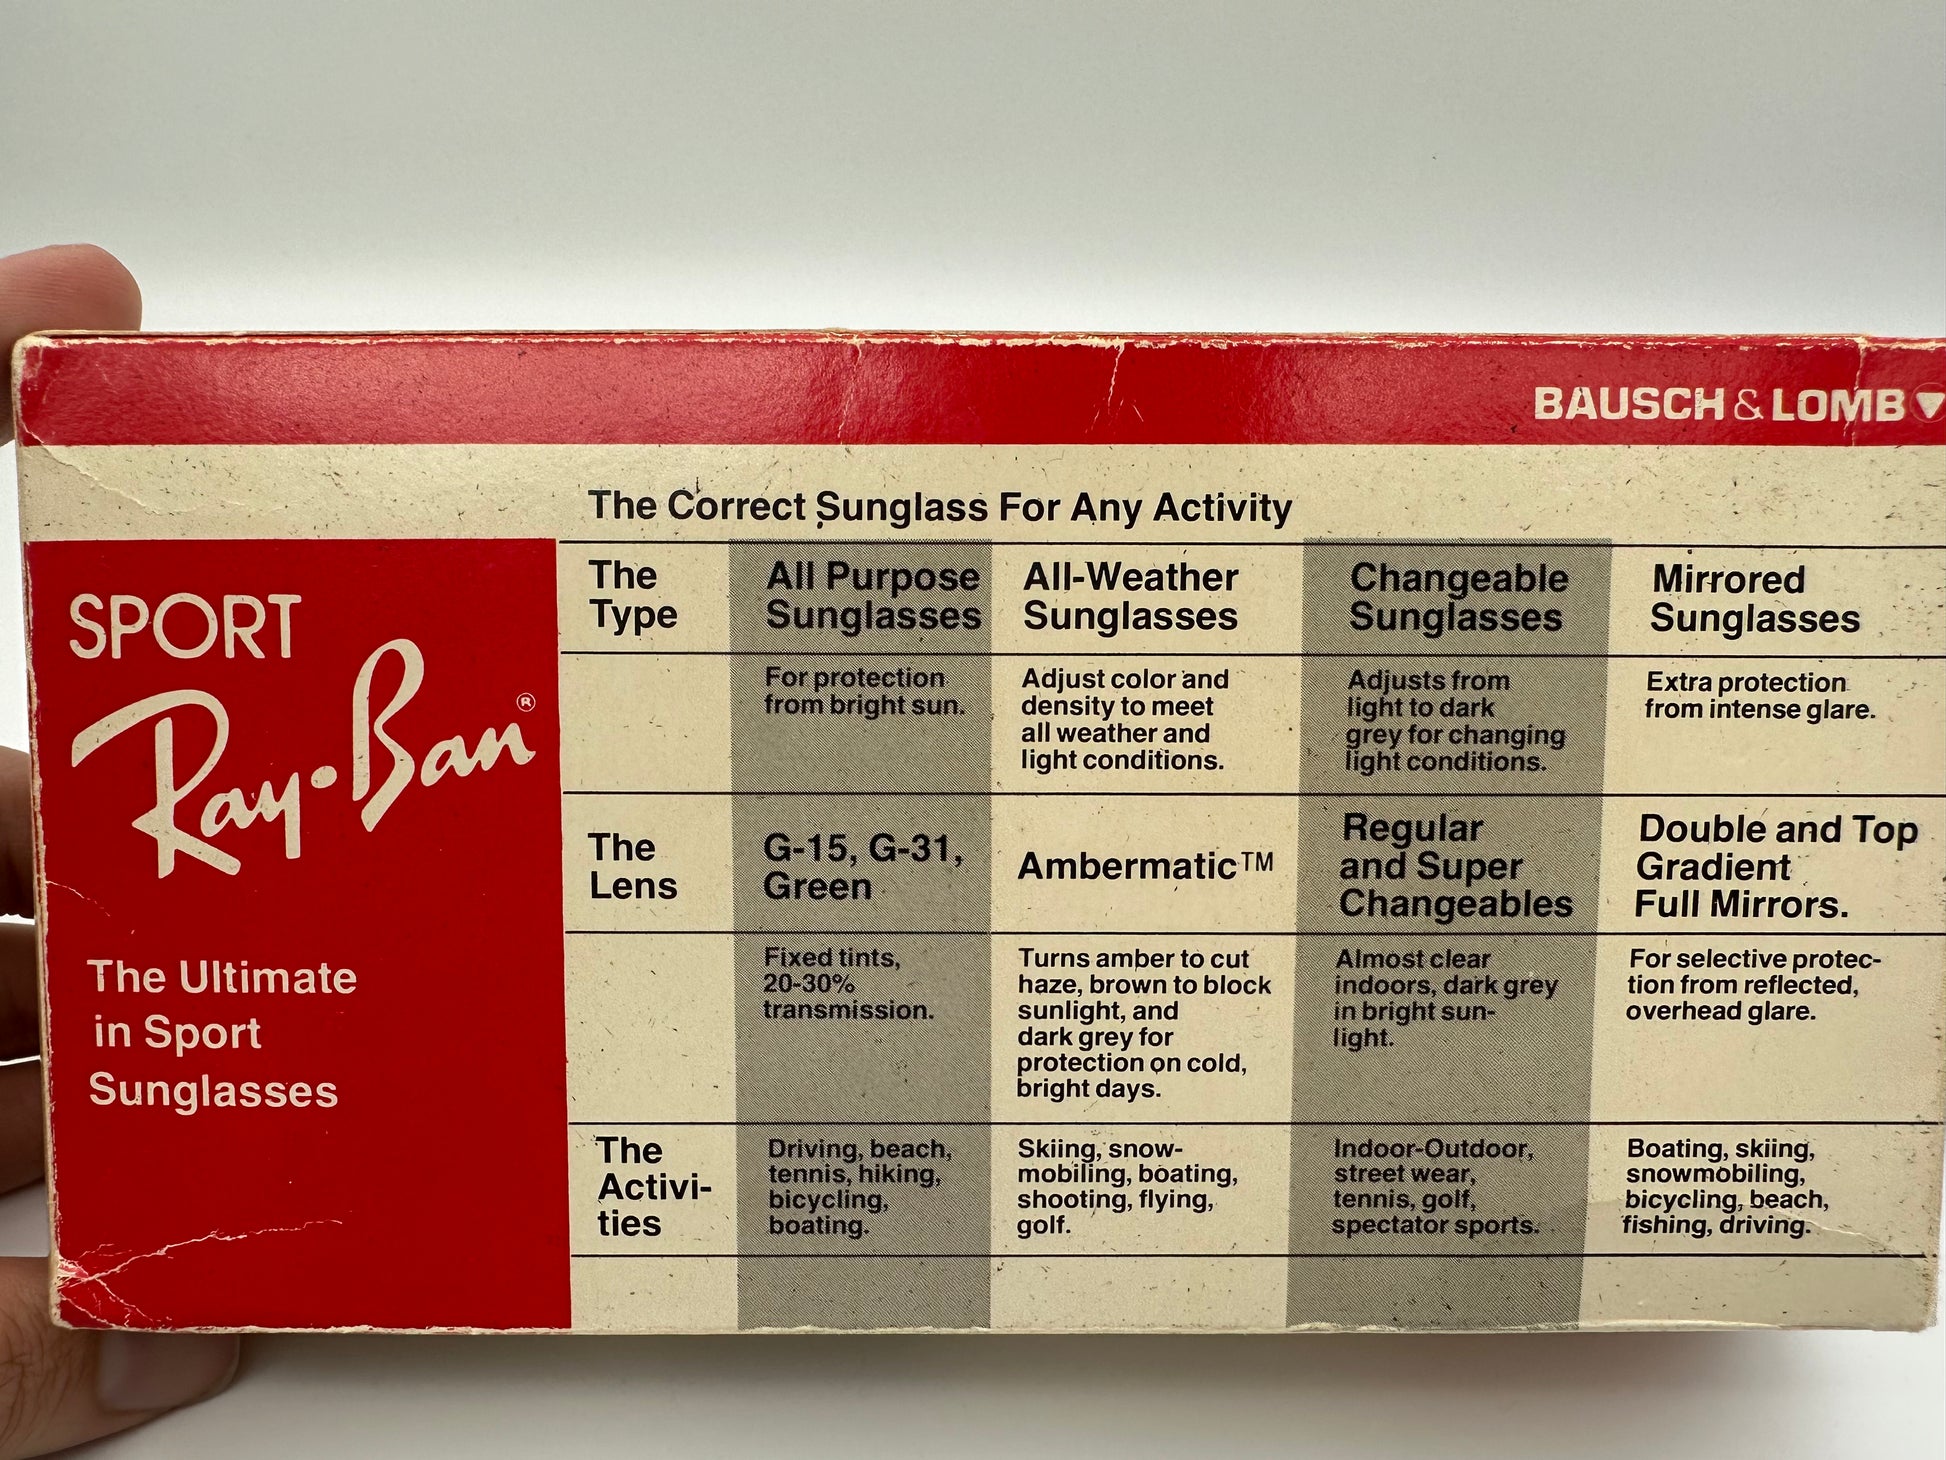 BAUSCH & LOMB
The Correct Sunglass For Any Activity
SPORT
Ray-Ban®
The Ultimate
in Sport
Sunglasses
The
Type
All Purpose
Sunglasses
All-Weather
Sunglasses
Changeable
Sunglasses
Mirrored
Sunglasses
For protection
from bright sun.
Adjust color and
density to meet
all weather and
light conditions.
Adjusts from
light to dark
grey for changing
light conditions.
Extra protection
from intense glare.
The
Lens
G-15, G-31,
Green
Ambermatic™
Regular
and Super
Changeables
Double and Top
Gradient
Full Mirrors.
Fixed tints,
20-30%
transmission.
Turns amber to cut
haze, brown to block
sunlight, and
dark grey for
protection on cold,
bright days.
Almost clear
indoors, dark grey
in bright sun-
light.
For selective protec-
tion from reflected,
overhead glare.
The
Activi-
ties
Driving, beach,
tennis, hiking,
bicycling,
boating.
Skiing, snow-
mobiling, boating,
shooting, flying,
golf.
Indoor-Outdoor,
street wear,
tennis, golf,
spectator sports.
Boating, skiing,
snowmobiling,
bicycling, beach,
fishing, driving.